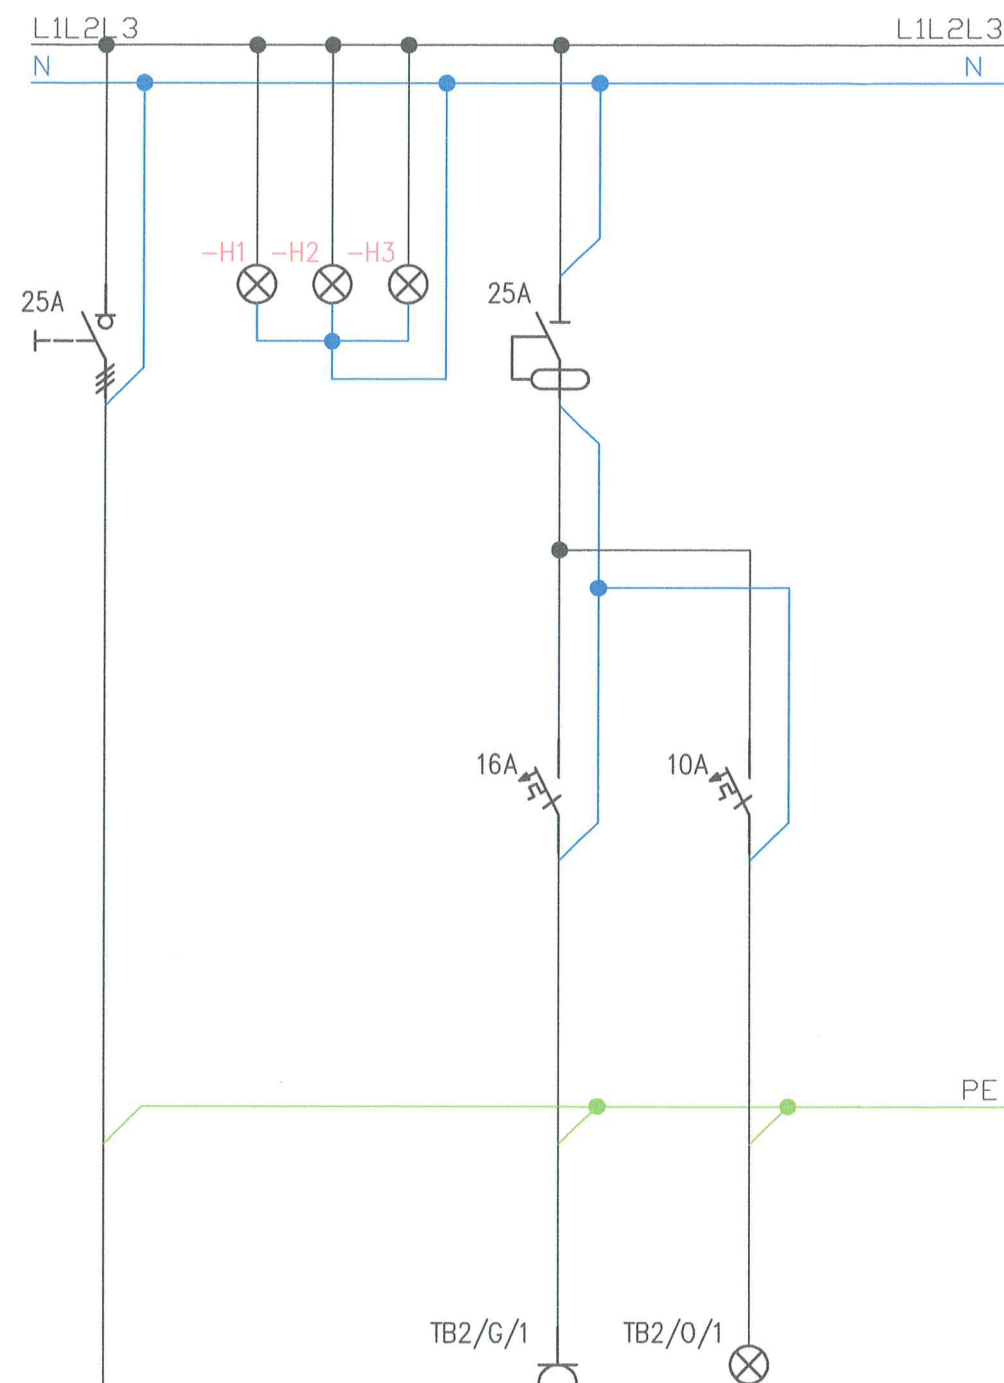 L1L2L3 L1L2L3
N N
-H1 -H2 -H3
25A 25A
16A 10A
PE
TB2/G/1 TB2/O/1